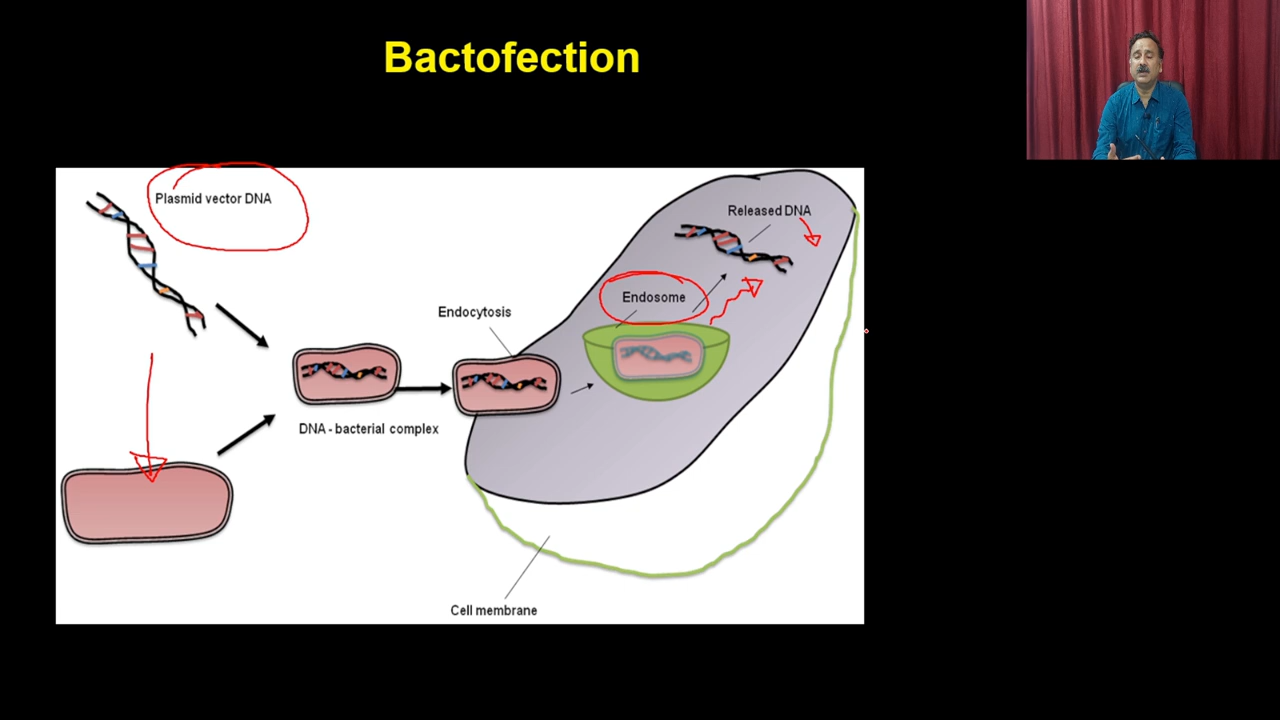 Bactofection
Plasmid vector DNA
Released DNA
Endosome
Endocytosis
DNA - bacterial complex
Cell membrane